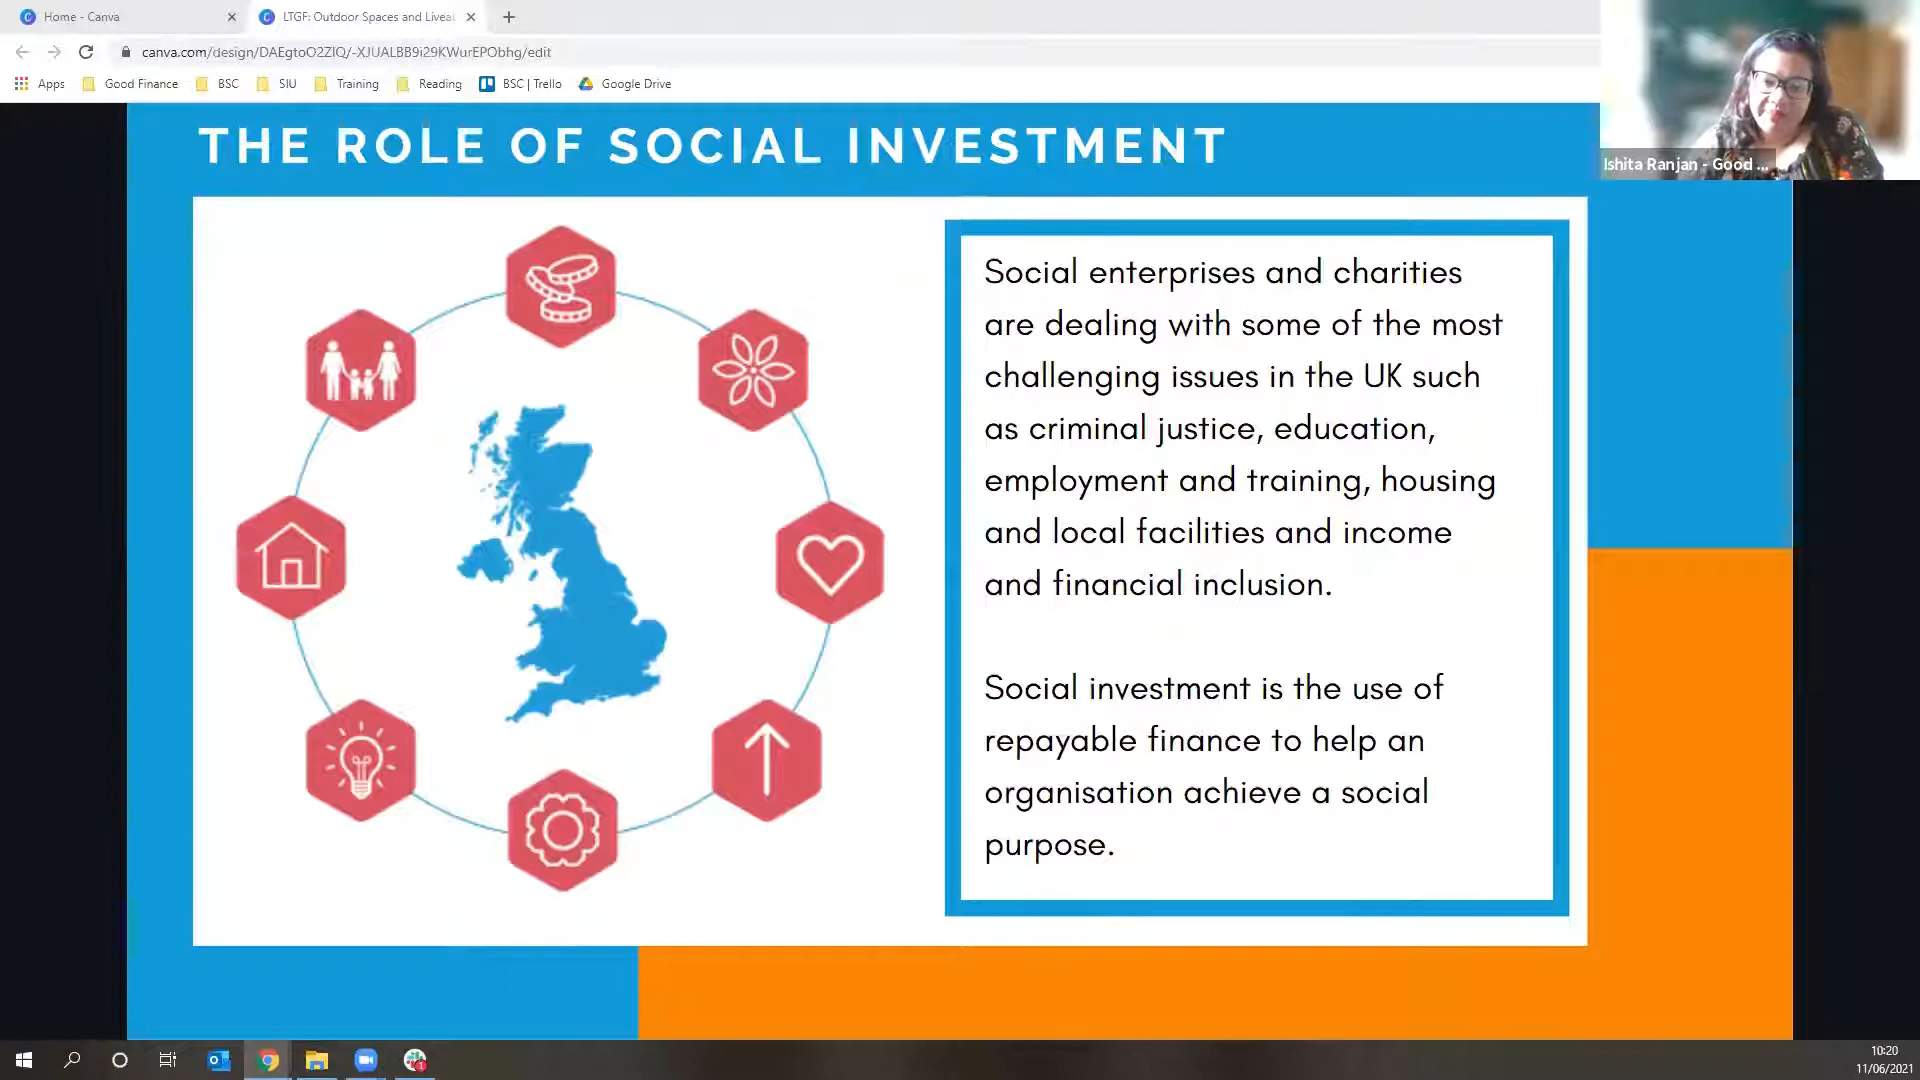 Home - Canva
LTGF: Outdoor Spaces and Liveal
canva.com/design/DAEgtoO2ZIQ/-XJUALBB9i29KWurEPObhg/edit
Apps Good Finance BSC SIU Training Reading BSC | Trello Google Drive
Ishita Ranjan - Good ...
THE ROLE OF SOCIAL INVESTMENT
Social enterprises and charities
are dealing with some of the most
challenging issues in the UK such
as criminal justice, education,
employment and training, housing
and local facilities and income
and financial inclusion.
Social investment is the use of
repayable finance to help an
organisation achieve a social
purpose.
10:20
11/06/2021